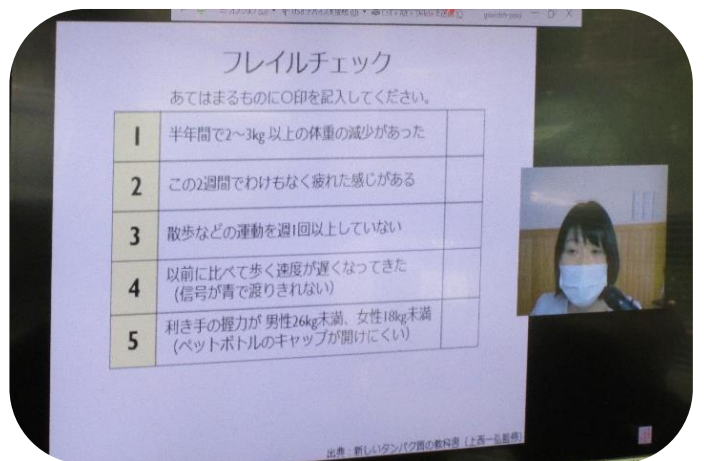 フレイルチェック
あてはまるものに○印を記入してください。
1 半年間で2～3kg 以上の体重の減少があった
2 この2週間でわけもなく疲れた感じがある
3 散歩などの運動を週1回以上していない
4 以前に比べて歩く速度が遅くなってきた
（信号が青で渡りきれない）
5 利き手の握力が 男性26kg未満、女性18kg未満
（ペットボトルのキャップが開けにくい）
出典：新しいタンパク質の教科書（上西一弘監修）